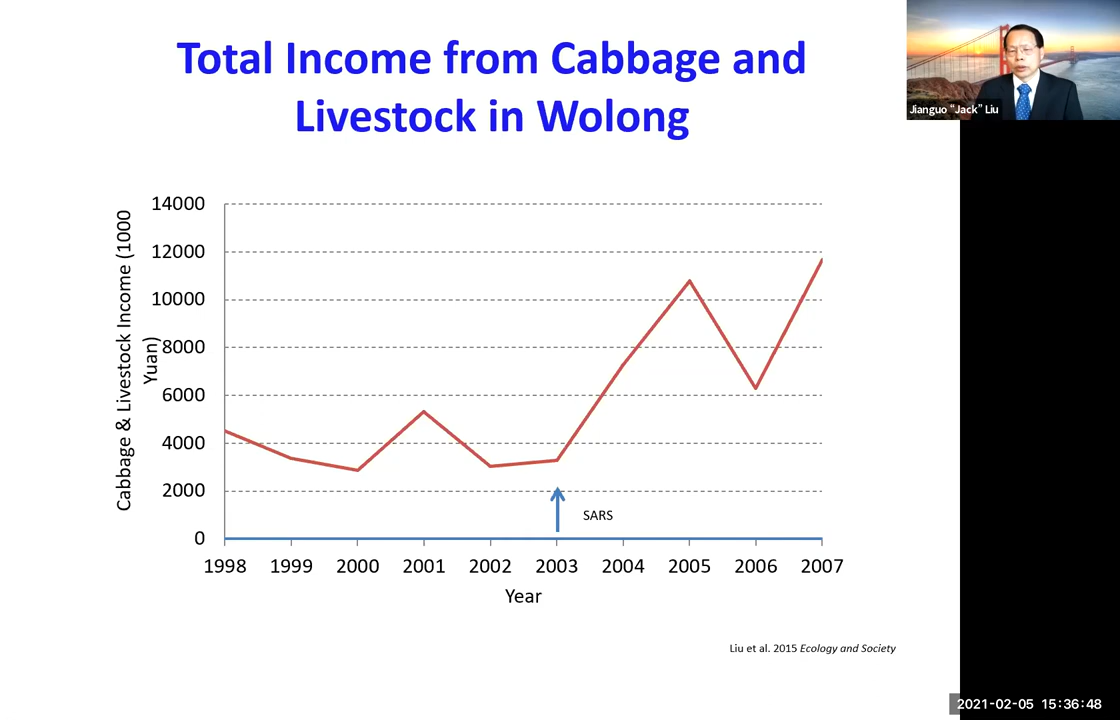 Total Income from Cabbage and
Livestock in Wolong
Jianguo "Jack" Liu
Cabbage & Livestock Income (1000
Yuan)
14000
12000
10000
8000
6000
4000
2000
0
SARS
1998 1999 2000 2001 2002 2003 2004 2005 2006 2007
Year
Liu et al. 2015 Ecology and Society
2021-02-05 15:36:48